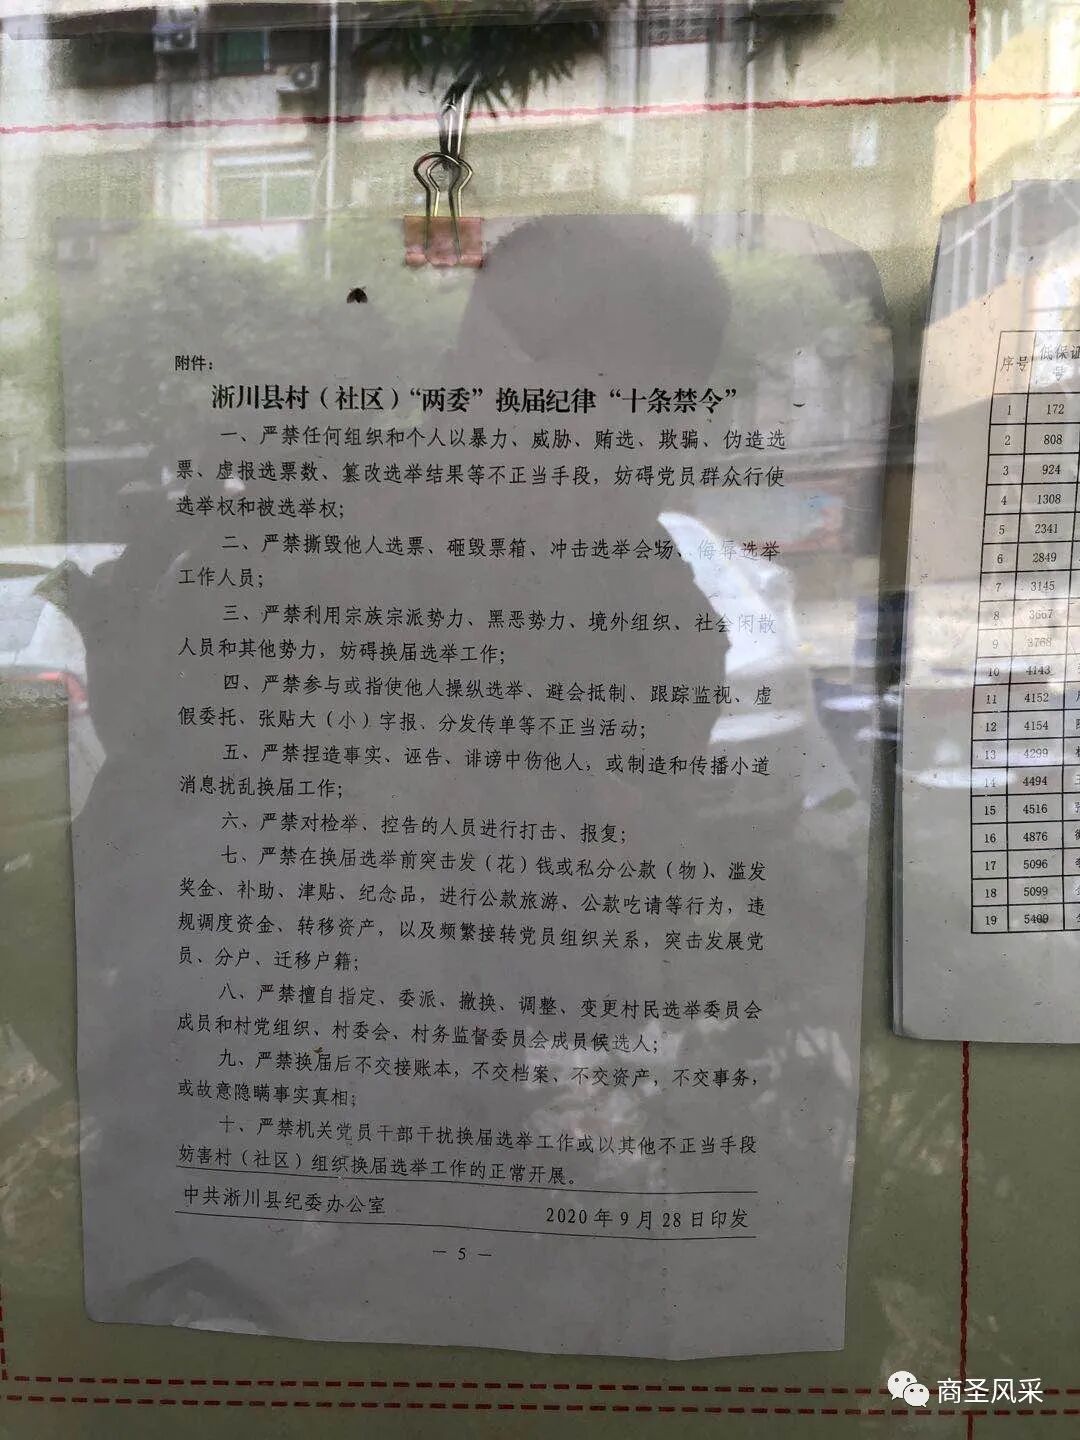 附件：
淅川县村（社区）“两委”换届纪律“十条禁令”
一、严禁任何组织和个人以暴力、威胁、贿选、欺骗、伪造选
票、虚报选票数、篡改选举结果等不正当手段，妨碍党员群众行使
选举权和被选举权；
二、严禁撕毁他人选票、砸毁票箱、冲击选举会场、侮辱选举
工作人员；
三、严禁利用宗族宗派势力、黑恶势力、境外组织、社会闲散
人员和其他势力，妨碍换届选举工作；
四、严禁参与或指使他人操纵选举、避会抵制、跟踪监视、虚
假委托、张贴大（小）字报、分发传单等不正当活动；
五、严禁捏造事实、诬告、诽谤中伤他人，或制造和传播小道
消息扰乱换届工作；
六、严禁对检举、控告的人员进行打击、报复；
七、严禁在换届选举前突击发（花）钱或私分公款（物）、滥发
奖金、补助、津贴、纪念品，进行公款旅游、公款吃请等行为，违
规调度资金、转移资产，以及频繁接转党员组织关系，突击发展党
员、分户、迁移户籍；
八、严禁擅自指定、委派、撤换、调整、变更村民选举委员会
成员和村党组织、村委会、村务监督委员会成员候选人；
九、严禁换届后不交接账本，不交档案、不交资产，不交事务，
或故意隐瞒事实真相；
十、严禁机关党员干部干扰换届选举工作或以其他不正当手段
妨害村（社区）组织换届选举工作的正常开展。
中共淅川县纪委办公室 2020年9月28日印发
— 5 —
序号 低保证号
1 172
2 808
3 924
4 1308
5 2341
6 2849
7 3145
8 3667
9 3768
10 4143
11 4152
12 4154
13 4299
14 4494
15 4516
16 4876
17 5096
18 5099
19 5400
商圣风采